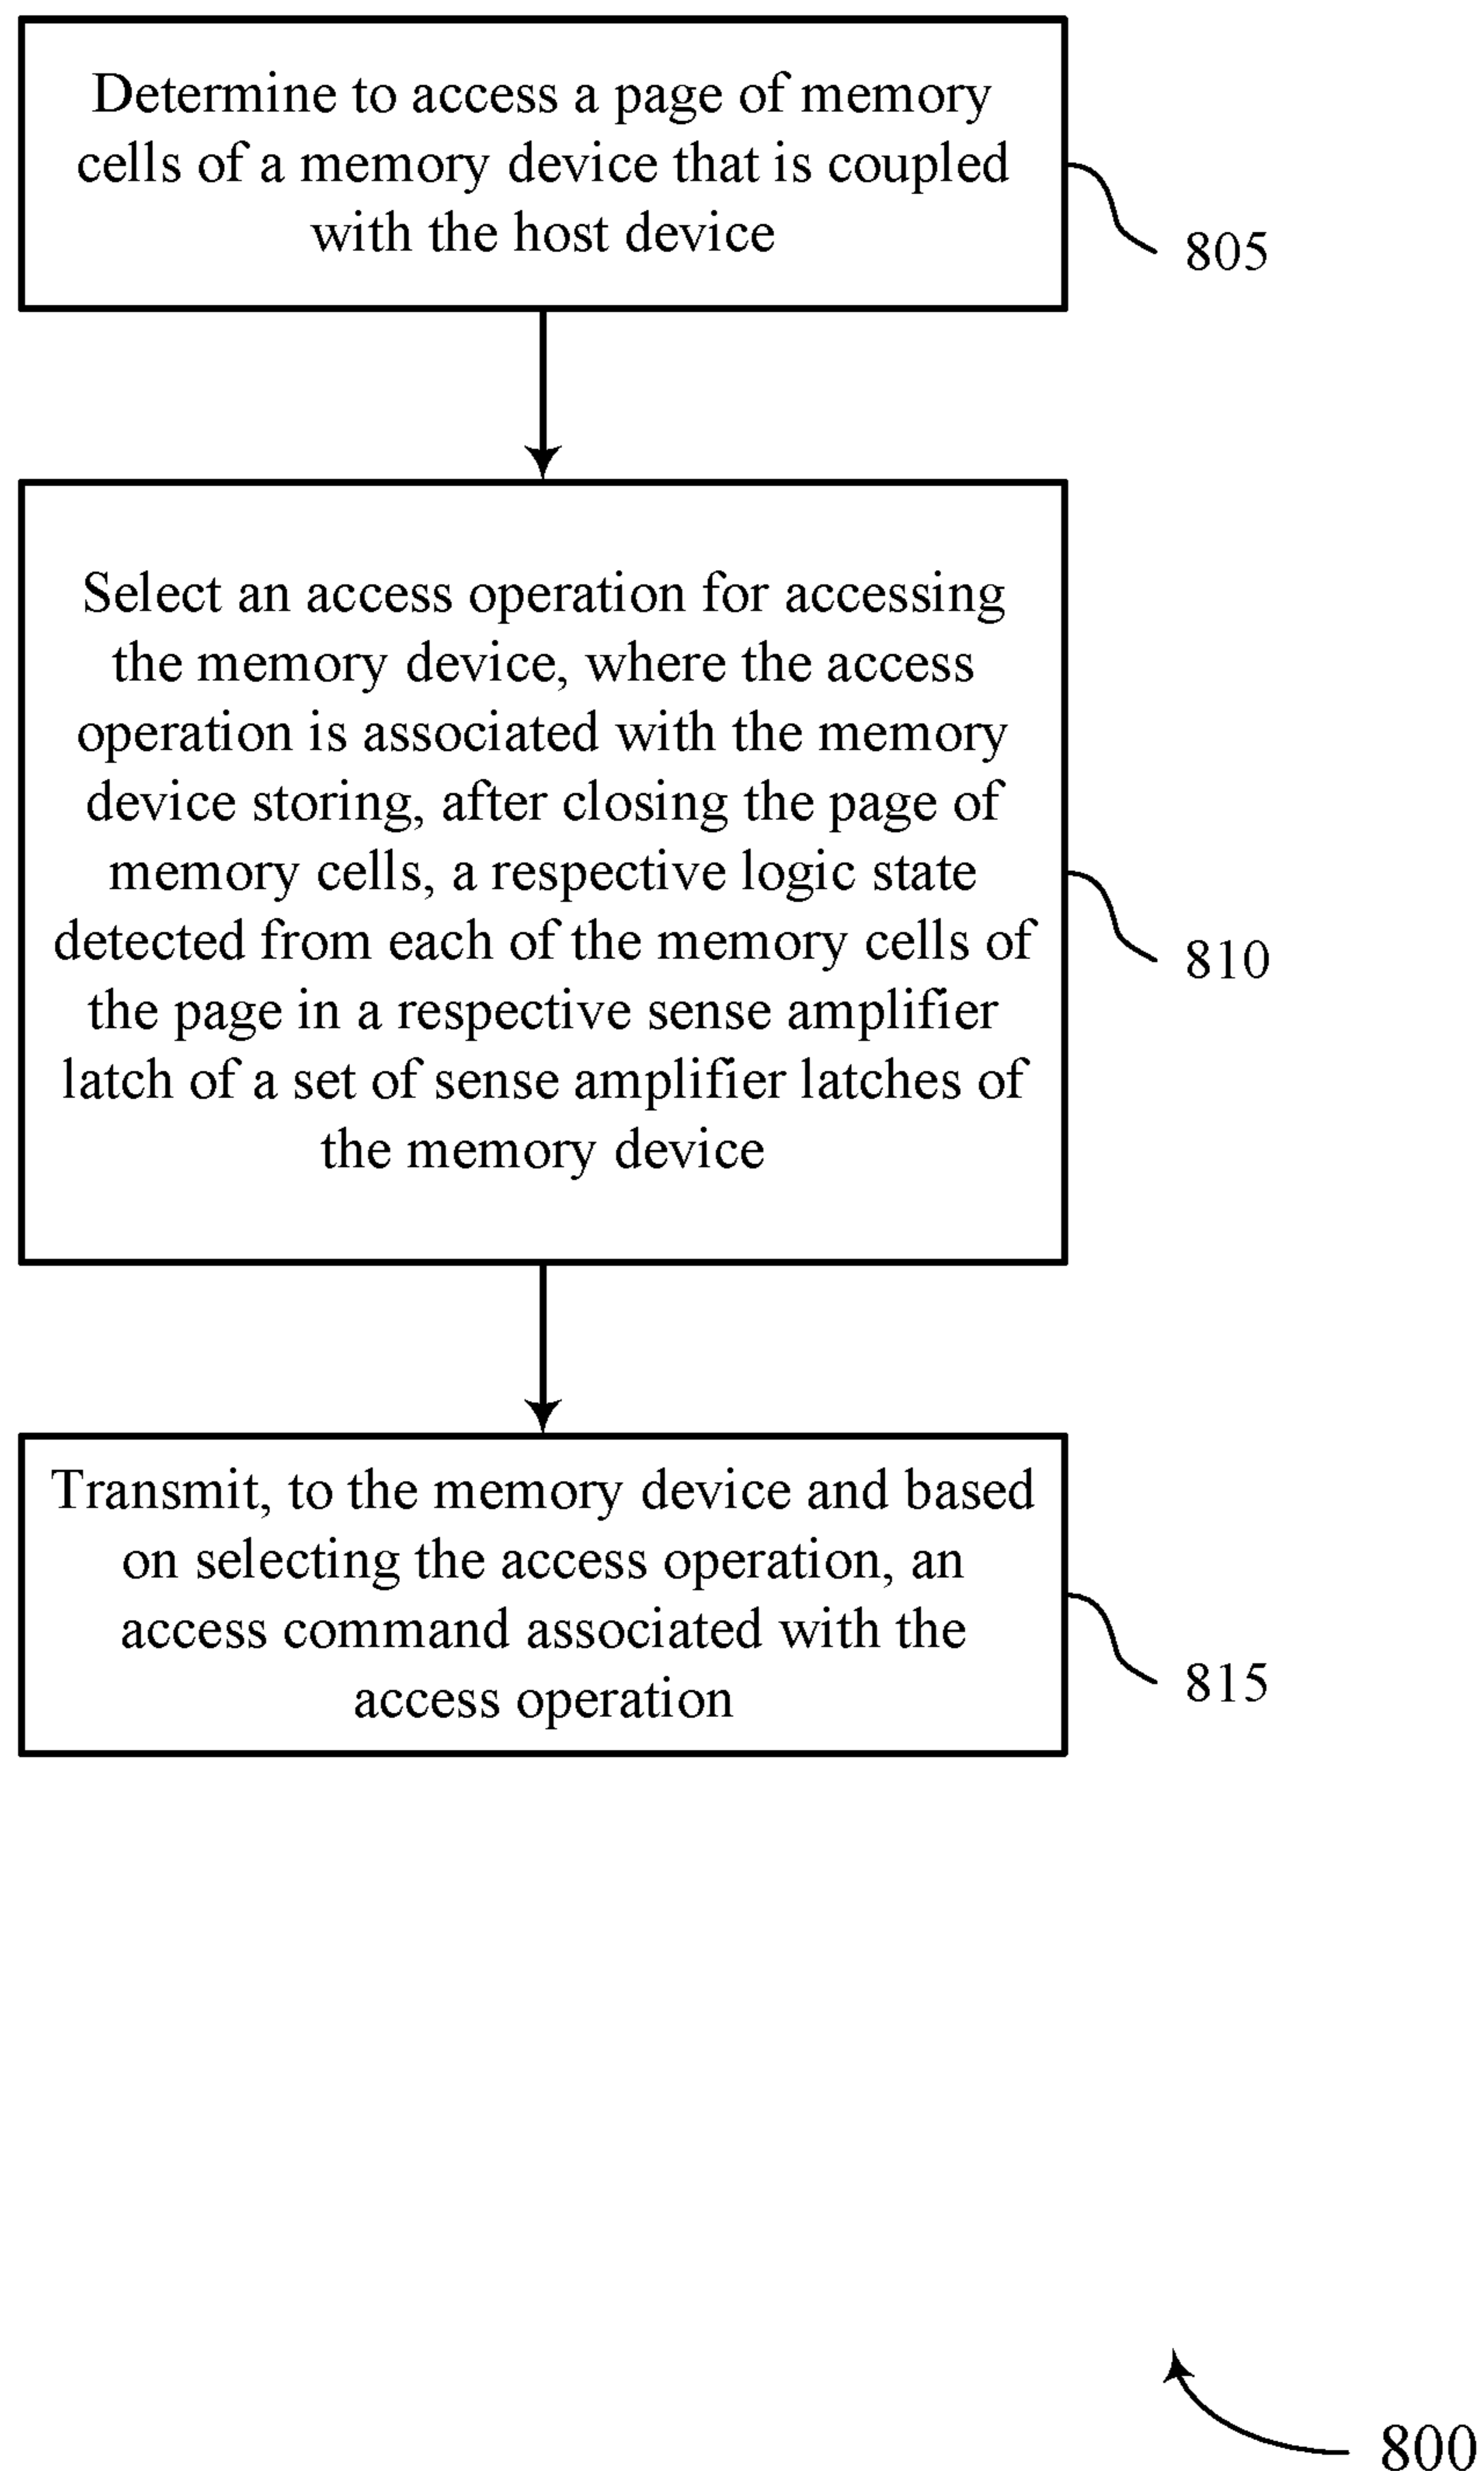 Determine to access a page of memory
cells of a memory device that is coupled
with the host device
805
Select an access operation for accessing
the memory device, where the access
operation is associated with the memory
device storing, after closing the page of
memory cells, a respective logic state
detected from each of the memory cells of
the page in a respective sense amplifier
latch of a set of sense amplifier latches of
the memory device
810
Transmit, to the memory device and based
on selecting the access operation, an
access command associated with the
access operation
815
800